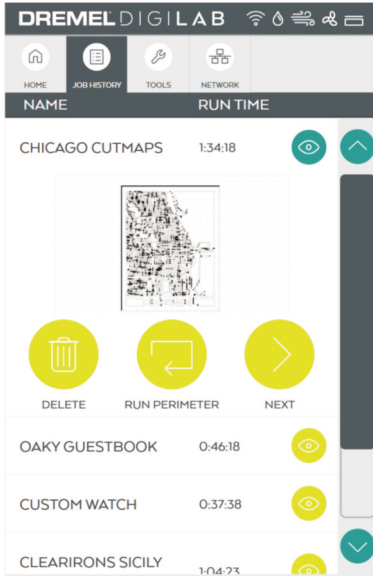 DREMEL DIGILAB
HOME JOB HISTORY TOOLS NETWORK
NAME RUN TIME
CHICAGO CUTMAPS 1:34:18
DELETE RUN PERIMETER NEXT
OAKY GUESTBOOK 0:46:18
CUSTOM WATCH 0:37:38
CLEARIRONS SICILY 1:04:23